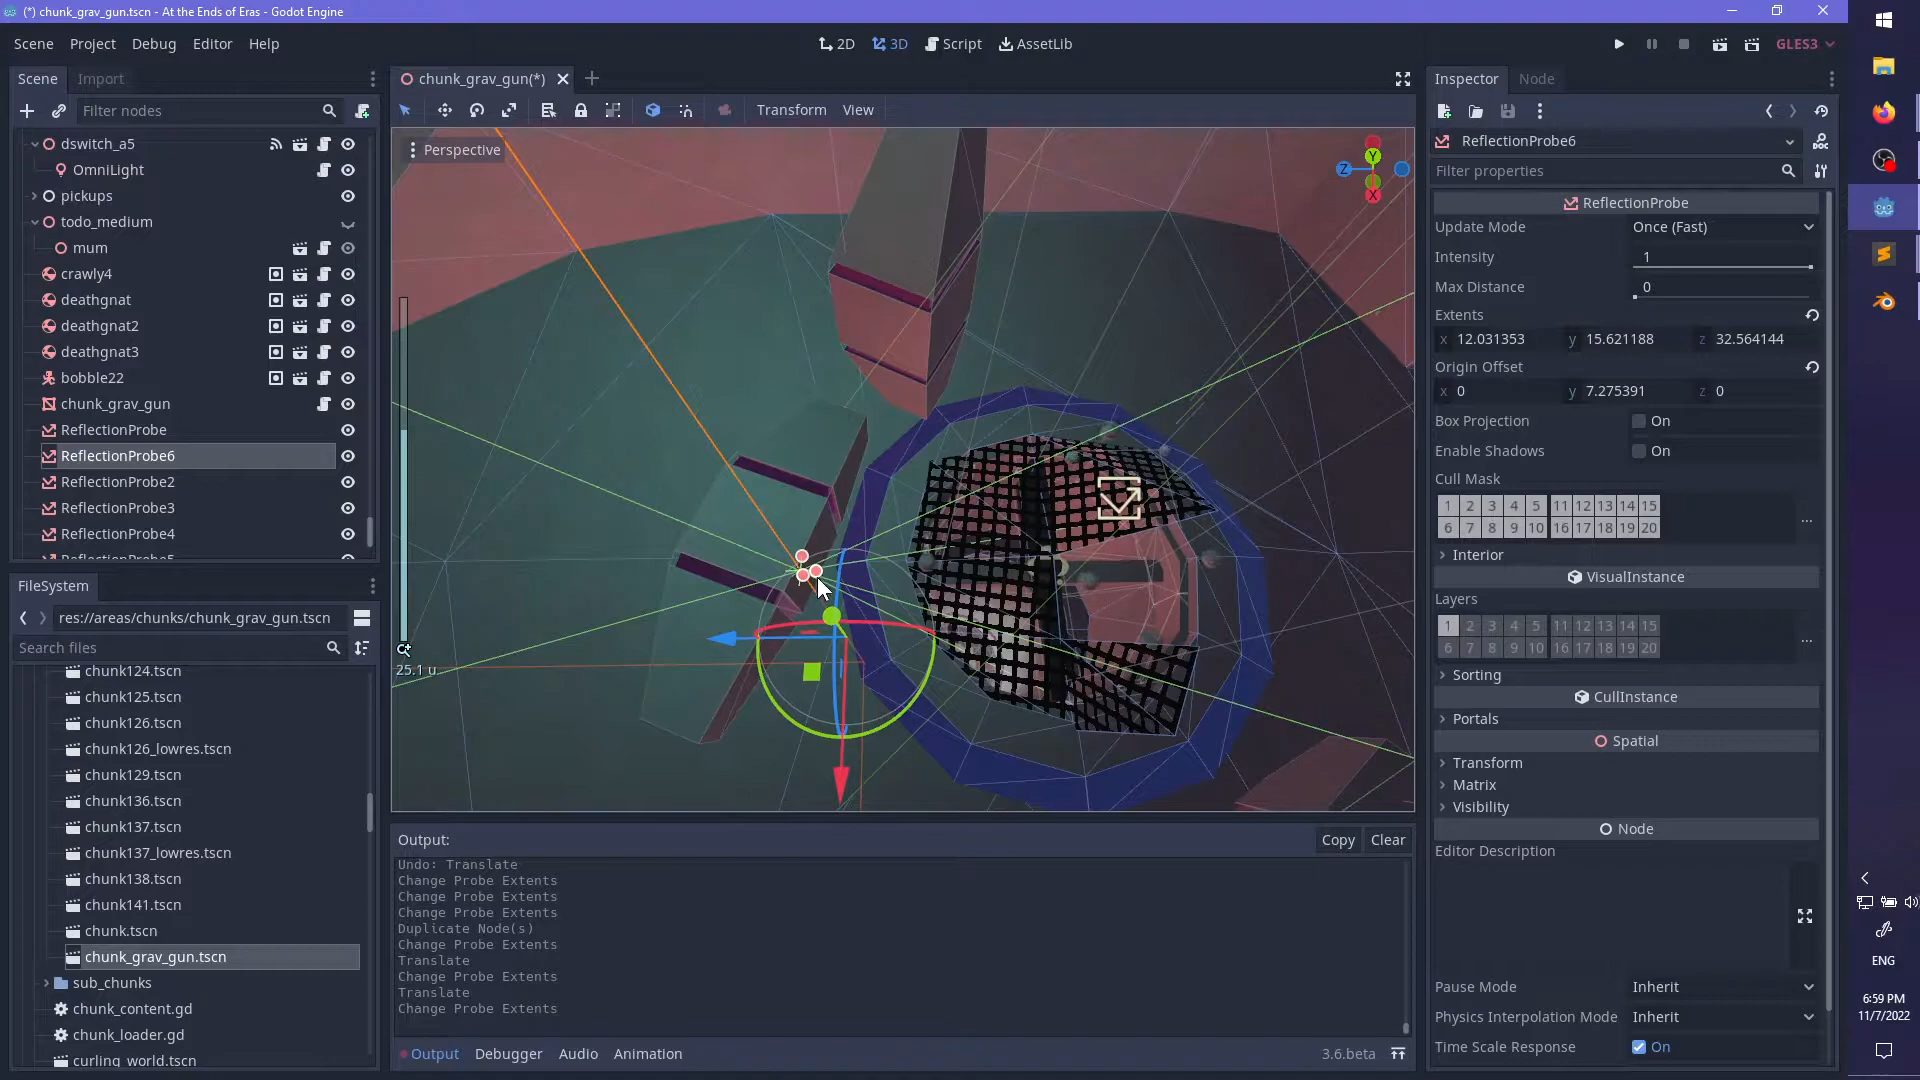 (*) chunk_grav_gun.tscn - At the Ends of Eras - Godot Engine
Scene Project Debug Editor Help
2D 3D Script AssetLib
GLES3
Scene Import
Filter nodes
dswitch_a5
OmniLight
pickups
todo_medium
mum
crawly4
deathgnat
deathgnat2
deathgnat3
bobble22
chunk_grav_gun
ReflectionProbe
ReflectionProbe6
ReflectionProbe2
ReflectionProbe3
ReflectionProbe4
ReflectionProbe5
FileSystem
res://areas/chunks/chunk_grav_gun.tscn
Search files
chunk124.tscn
chunk125.tscn
chunk126.tscn
chunk126_lowres.tscn
chunk129.tscn
chunk136.tscn
chunk137.tscn
chunk137_lowres.tscn
chunk138.tscn
chunk141.tscn
chunk.tscn
chunk_grav_gun.tscn
sub_chunks
chunk_content.gd
chunk_loader.gd
curling_world.tscn
chunk_grav_gun(*)
Transform View
Perspective
Y
Z
X
25.1 u
Output:
Copy Clear
Undo: Translate
Change Probe Extents
Change Probe Extents
Change Probe Extents
Duplicate Node(s)
Change Probe Extents
Translate
Change Probe Extents
Translate
Change Probe Extents
Output Debugger Audio Animation
3.6.beta
Inspector Node
ReflectionProbe6
Filter properties
ReflectionProbe
Update Mode Once (Fast)
Intensity 1
Max Distance 0
Extents
x 12.031353 y 15.621188 z 32.564144
Origin Offset
x 0 y 7.275391 z 0
Box Projection On
Enable Shadows On
Cull Mask
1 2 3 4 5 11 12 13 14 15
6 7 8 9 10 16 17 18 19 20
...
Interior
VisualInstance
Layers
1 2 3 4 5 11 12 13 14 15
6 7 8 9 10 16 17 18 19 20
...
Sorting
CullInstance
Portals
Spatial
Transform
Matrix
Visibility
Node
Editor Description
Pause Mode Inherit
Physics Interpolation Mode Inherit
Time Scale Response On
ENG
6:59 PM
11/7/2022